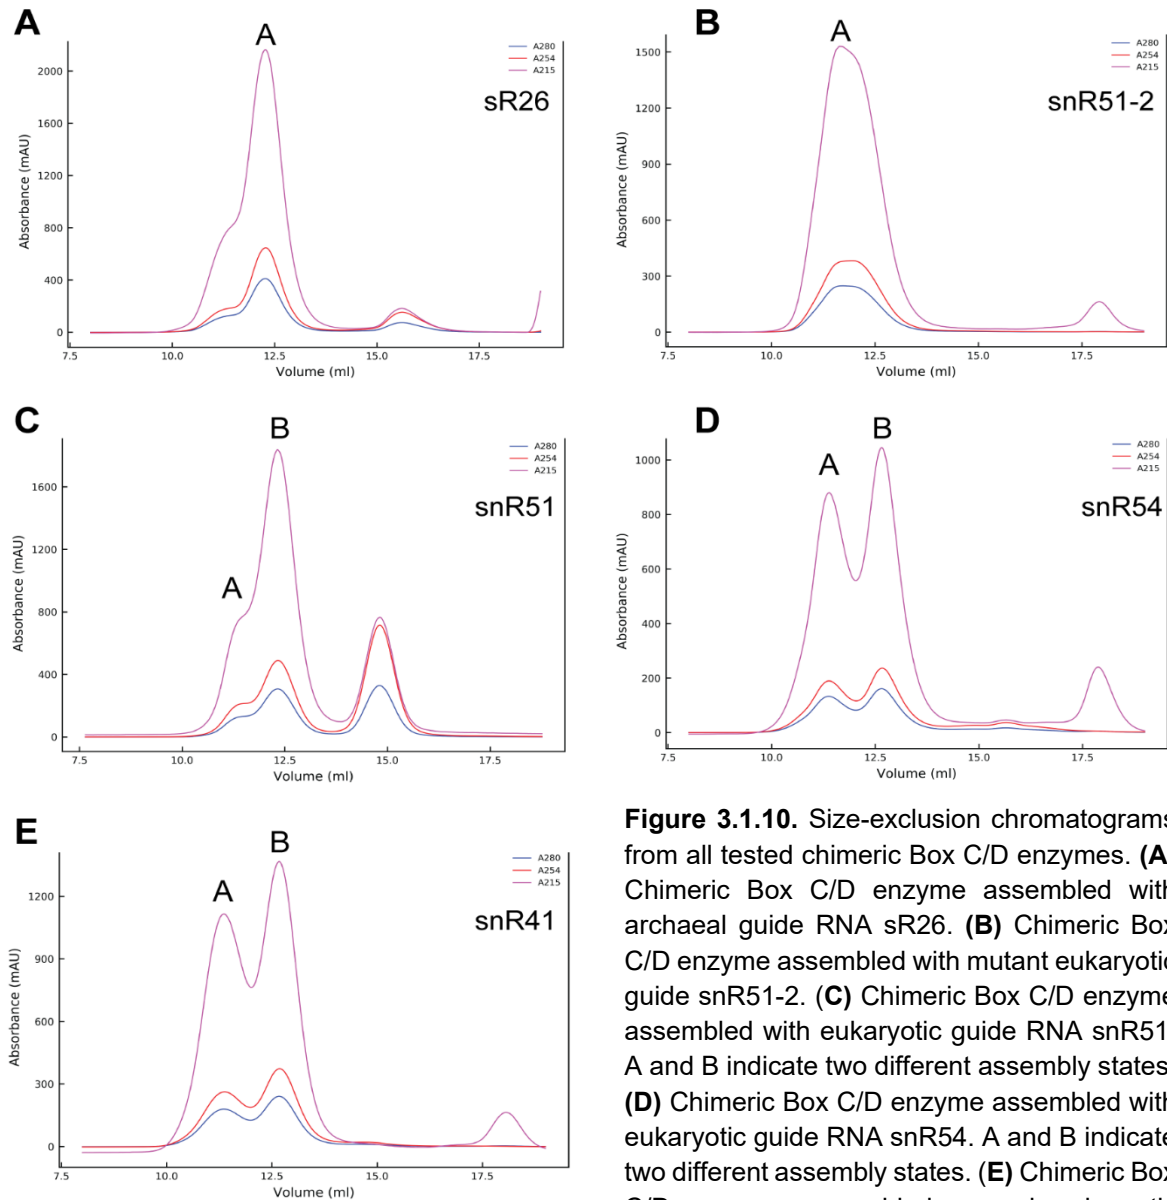 A
A
A280
A254
A215
sR26
2000
1600
1200
800
400
0
Absorbance (mAU)
7.5 10.0 12.5 15.0 17.5
Volume (ml)
B
A
A280
A254
A215
snR51-2
1500
1200
900
600
300
0
Absorbance (mAU)
7.5 10.0 12.5 15.0 17.5
Volume (ml)
C
B
A
A280
A254
A215
snR51
1600
1200
800
400
0
Absorbance (mAU)
7.5 10.0 12.5 15.0 17.5
Volume (ml)
D
B
A
A280
A254
A215
snR54
1000
800
600
400
200
0
Absorbance (mAU)
7.5 10.0 12.5 15.0 17.5
Volume (ml)
E
B
A
A280
A254
A215
snR41
1200
900
600
300
0
Absorbance (mAU)
7.5 10.0 12.5 15.0 17.5
Volume (ml)
Figure 3.1.10. Size-exclusion chromatograms
from all tested chimeric Box C/D enzymes. (A
Chimeric Box C/D enzyme assembled with
archaeal guide RNA sR26. (B) Chimeric Box
C/D enzyme assembled with mutant eukaryotic
guide snR51-2. (C) Chimeric Box C/D enzyme
assembled with eukaryotic guide RNA snR51
A and B indicate two different assembly states
(D) Chimeric Box C/D enzyme assembled with
eukaryotic guide RNA snR54. A and B indicate
two different assembly states. (E) Chimeric Box